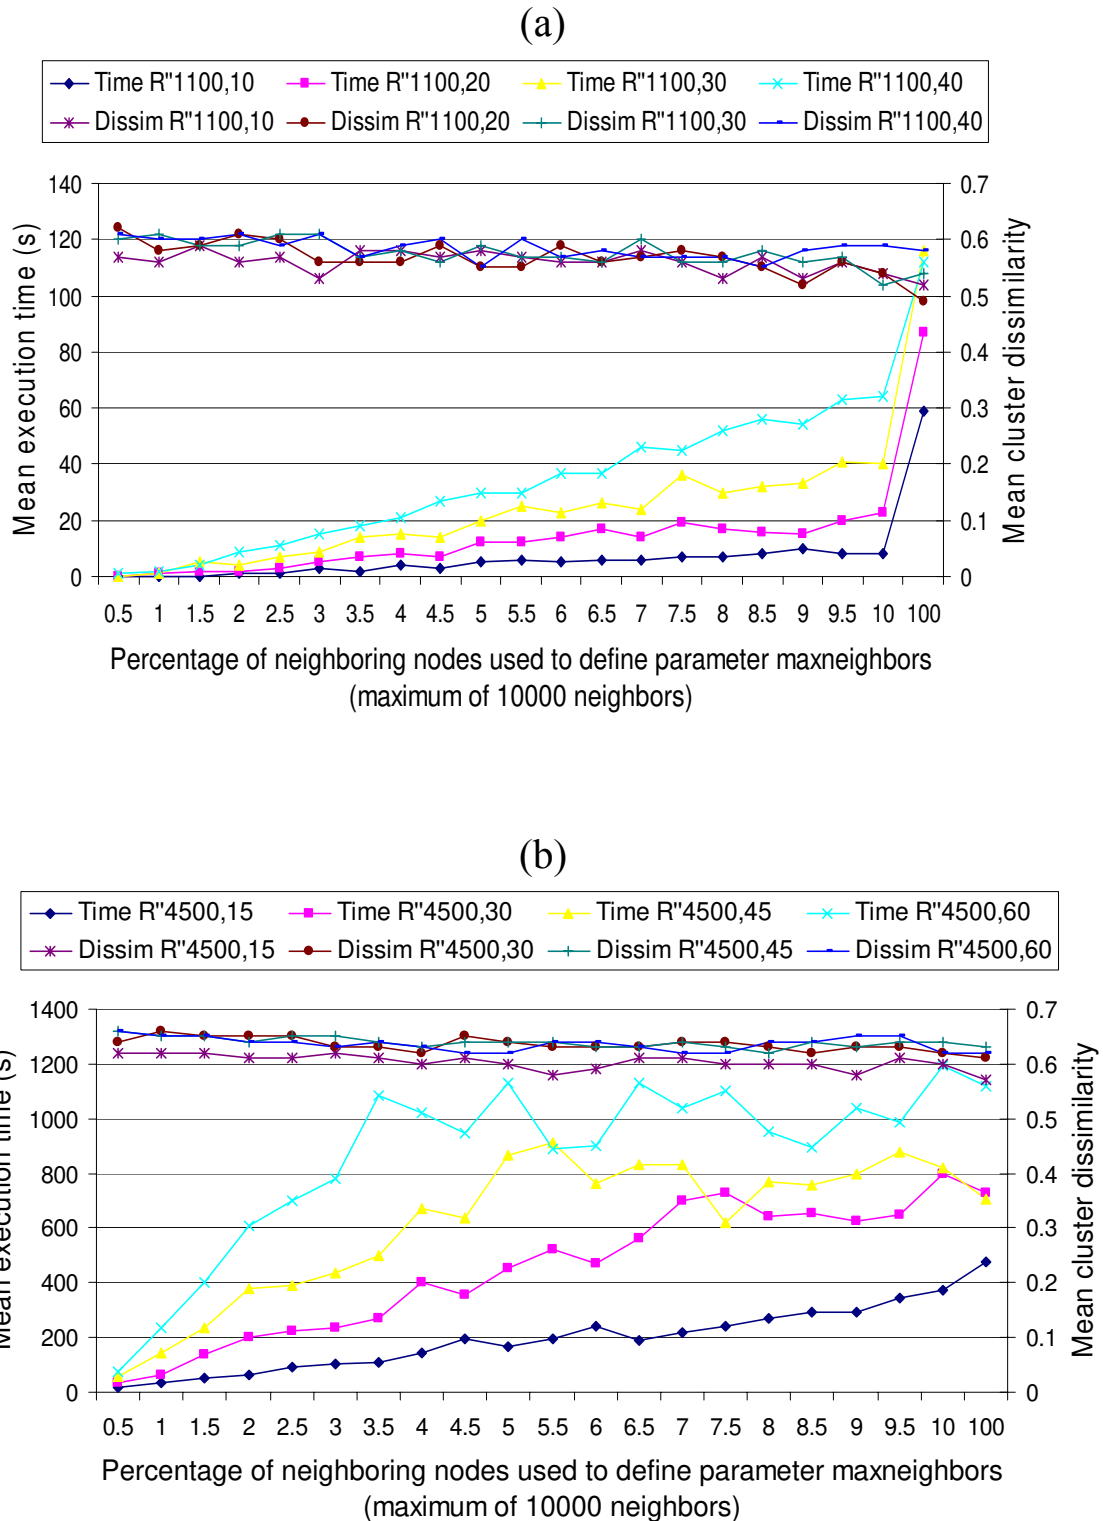 (a)
Time R"1100,10 Time R"1100,20 Time R"1100,30 Time R"1100,40
Dissim R"1100,10 Dissim R"1100,20 Dissim R"1100,30 Dissim R"1100,40
Mean execution time (s)
140
120
100
80
60
40
20
0
0.7
0.6
0.5
0.4
0.3
0.2
0.1
0
Mean cluster dissimilarity
0.5 1 1.5 2 2.5 3 3.5 4 4.5 5 5.5 6 6.5 7 7.5 8 8.5 9 9.5 10 100
Percentage of neighboring nodes used to define parameter maxneighbors
(maximum of 10000 neighbors)
(b)
Time R"4500,15 Time R"4500,30 Time R"4500,45 Time R"4500,60
Dissim R"4500,15 Dissim R"4500,30 Dissim R"4500,45 Dissim R"4500,60
Mean execution time (s)
1400
1200
1000
800
600
400
200
0
0.7
0.6
0.5
0.4
0.3
0.2
0.1
0
Mean cluster dissimilarity
0.5 1 1.5 2 2.5 3 3.5 4 4.5 5 5.5 6 6.5 7 7.5 8 8.5 9 9.5 10 100
Percentage of neighboring nodes used to define parameter maxneighbors
(maximum of 10000 neighbors)